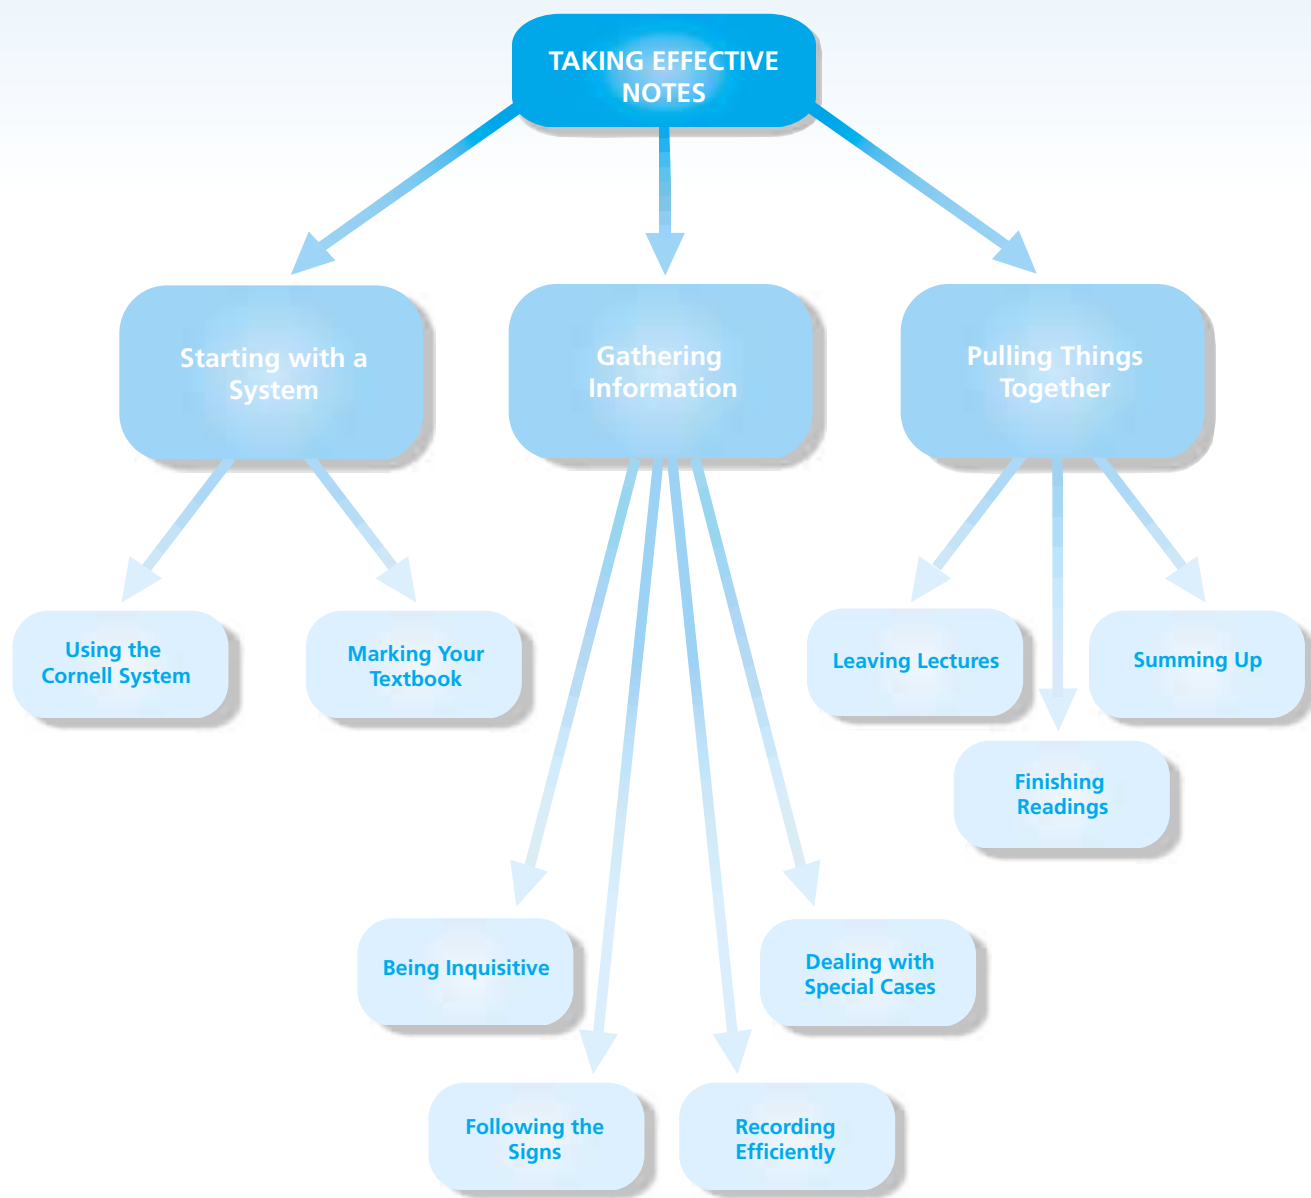 TAKING EFFECTIVE
NOTES
Starting with a
System
Gathering
Information
Pulling Things
Together
Using the
Cornell System
Marking Your
Textbook
Leaving Lectures
Summing Up
Finishing
Readings
Being Inquisitive
Dealing with
Special Cases
Following the
Signs
Recording
Efficiently